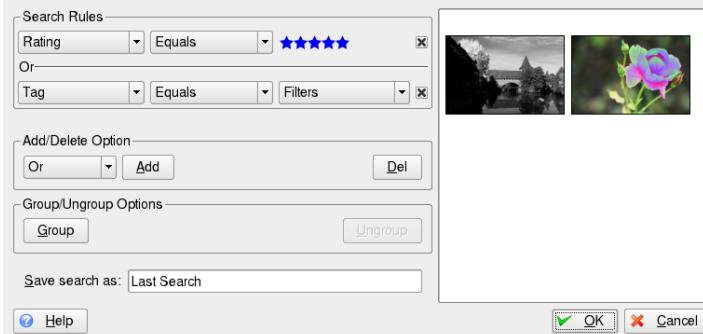 Search Rules
Rating Equals
Or
Tag Equals Filters
Add/Delete Option
Or Add Del
Group/Ungroup Options
Group Ungroup
Save search as: Last Search
Help OK Cancel